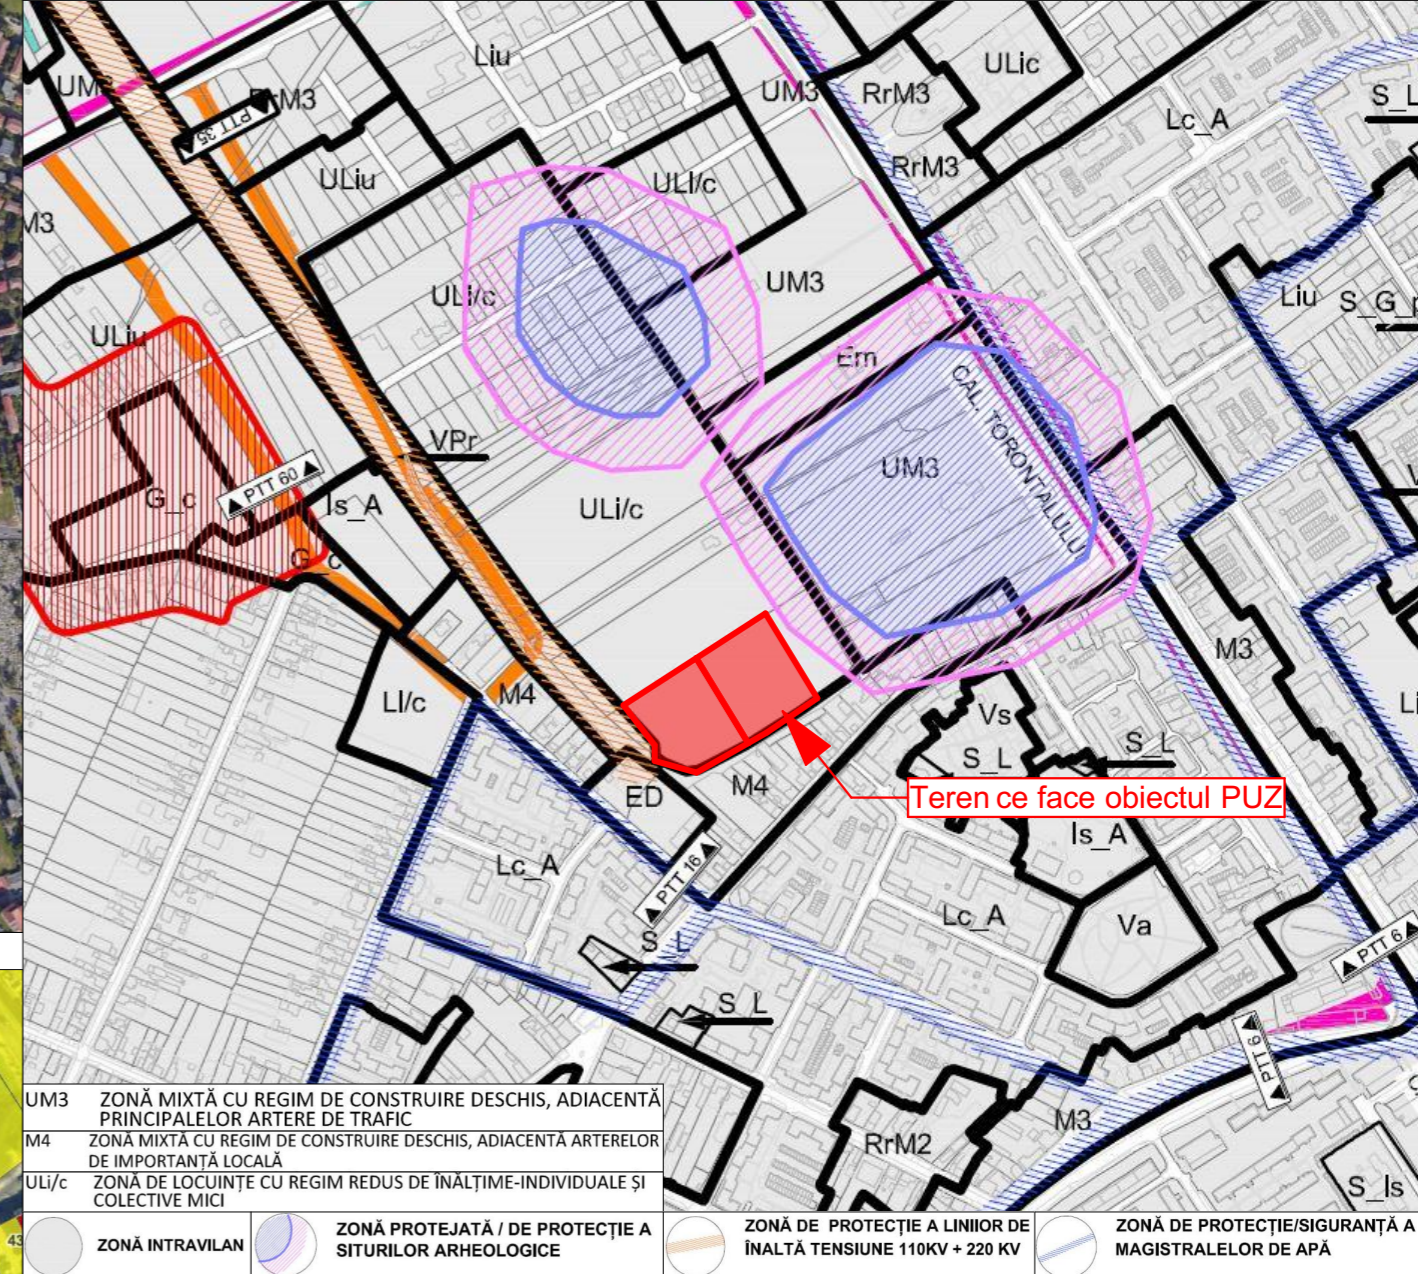 Liu
UM3
RrM3
ULic
S_L
UM3
RrM3
PTT 35
Lc_A
RrM3
ULiu
ULI/c
M3
ULi/c
UM3
Liu
S_G_p
ULiu
Em
CAL. TORONTALULU
VPr
UM3
PTT 60
G_c
Is_A
ULi/c
G_c
M3
LI/c
M4
Vs
S_L
S_L
M4
ED
Teren ce face obiectul PUZ
Is_A
Lc_A
PTT 16
Lc_A
Va
S_L
PTT 6
S_L
PTT 6
M3
RrM2
S_Is
UM3 ZONĂ MIXTĂ CU REGIM DE CONSTRUIRE DESCHIS, ADIACENTĂ
PRINCIPALELOR ARTERE DE TRAFIC
M4 ZONĂ MIXTĂ CU REGIM DE CONSTRUIRE DESCHIS, ADIACENTĂ ARTERELOR
DE IMPORTANȚĂ LOCALĂ
ULi/c ZONĂ DE LOCUINȚE CU REGIM REDUS DE ÎNĂLȚIME-INDIVIDUALE ȘI
COLECTIVE MICI
43
ZONĂ INTRAVILAN
ZONĂ PROTEJATĂ / DE PROTECȚIE A
SITURILOR ARHEOLOGICE
ZONĂ DE PROTECȚIE A LINIIOR DE
ÎNALTĂ TENSIUNE 110KV + 220 KV
ZONĂ DE PROTECȚIE/SIGURANȚĂ A
MAGISTRALELOR DE APĂ